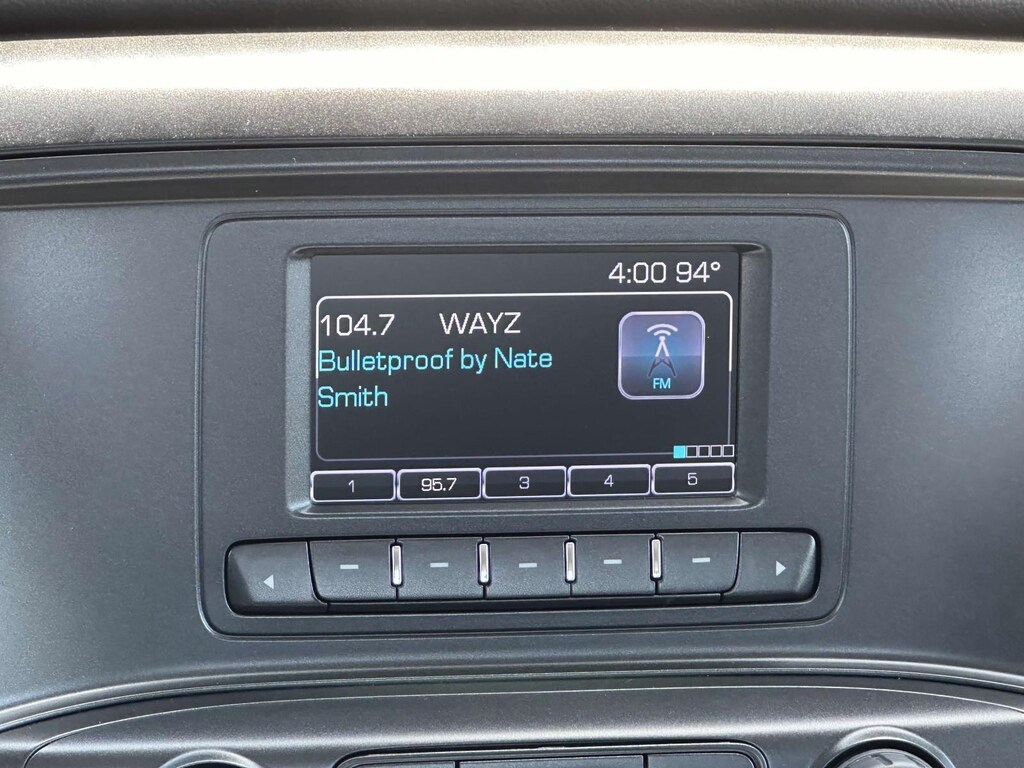 4:00 94°
104.7 WAYZ
Bulletproof by Nate
Smith
FM
1 95.7 3 4 5